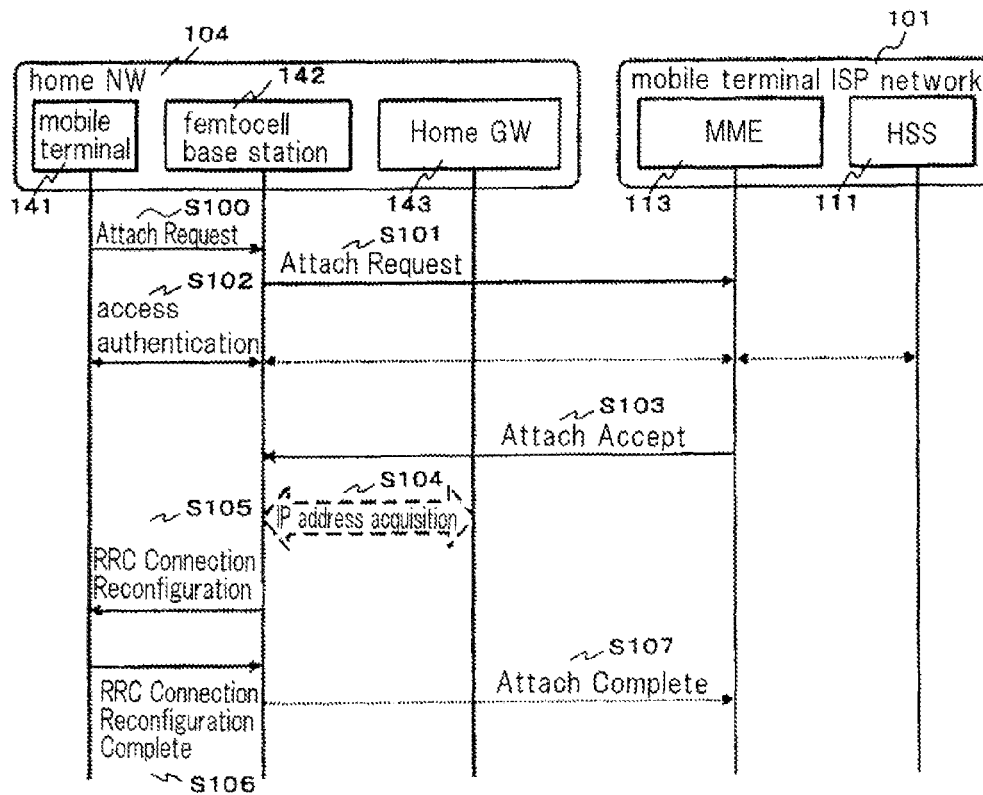 104
101
home NW
142
mobile terminal ISP network
mobile
terminal
femtocell
base station
Home GW
MME
HSS
141
143
113
111
S100
Attach Request
S101
Attach Request
S102
access
authentication
S103
Attach Accept
S104
IP address acquisition
S105
RRC Connection
Reconfiguration
S107
Attach Complete
RRC Connection
Reconfiguration
Complete
S106